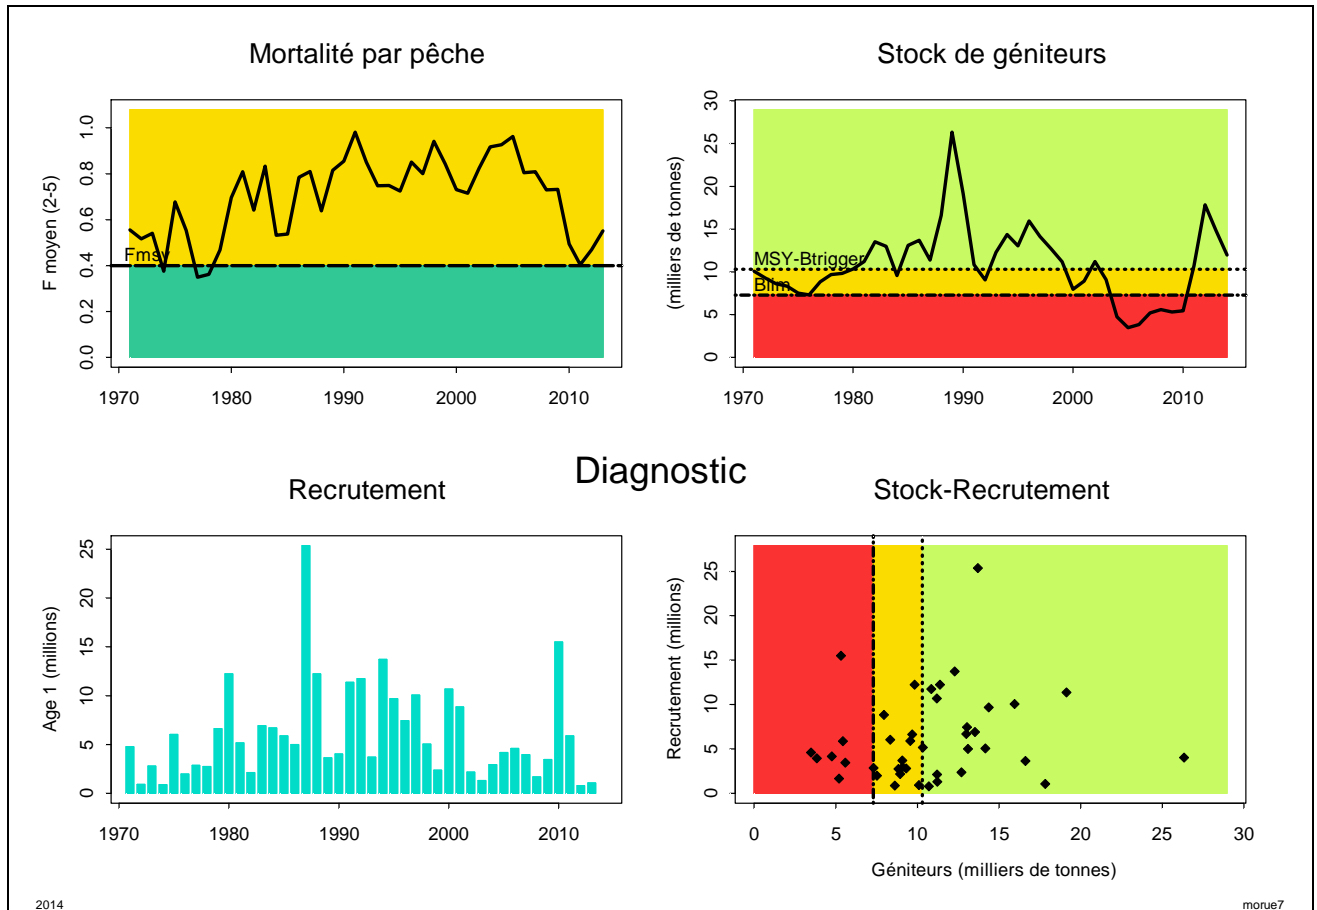 Mortalité par pêche
F moyen (2-5)
0.0 0.2 0.4 0.6 0.8 1.0
Fmsy
1970 1980 1990 2000 2010
Stock de géniteurs
(milliers de tonnes)
0 5 10 15 20 25 30
MSY-Btrigger
Blim
1970 1980 1990 2000 2010
Diagnostic
Recrutement
Age 1 (millions)
0 5 10 15 20 25
1970 1980 1990 2000 2010
Stock-Recrutement
Recrutement (millions)
0 5 10 15 20 25
0 5 10 15 20 25 30
Géniteurs (milliers de tonnes)
2014
morue7